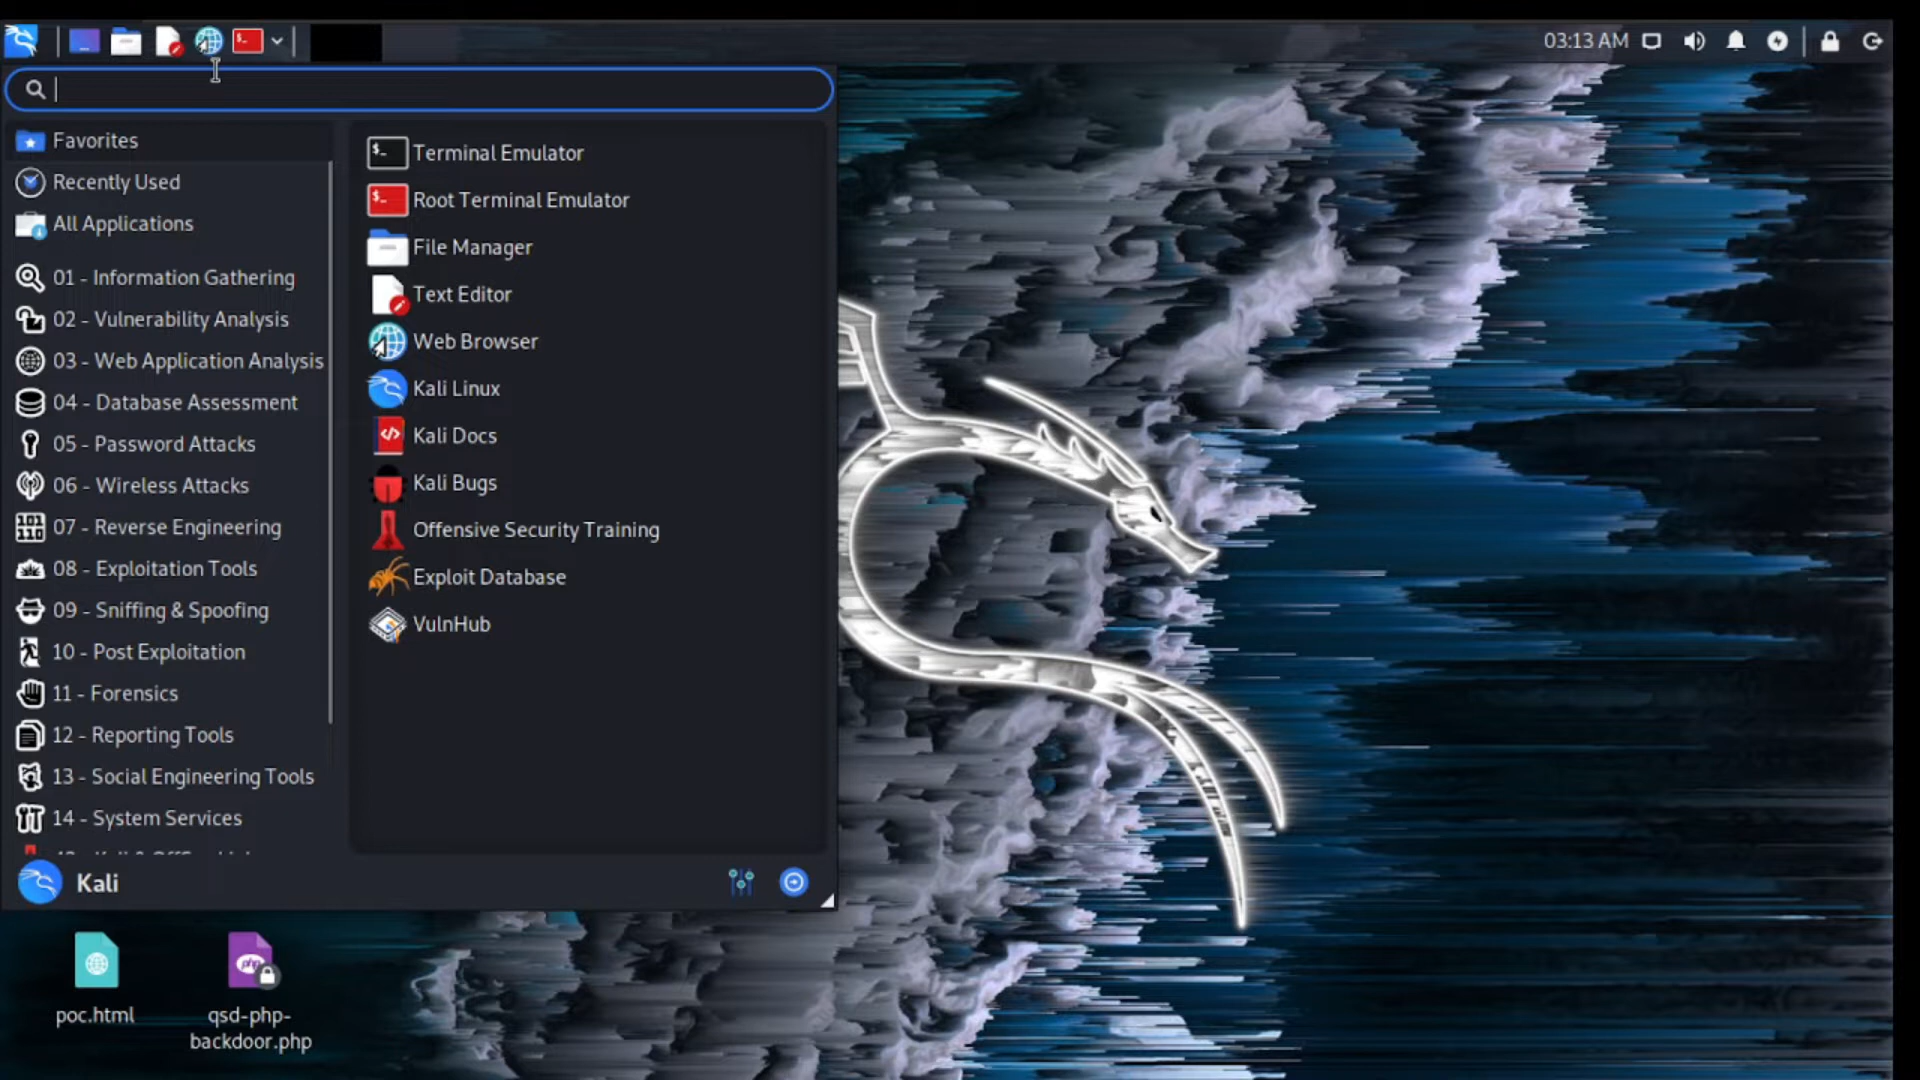 03:13 AM
Favorites
Recently Used
All Applications
01 - Information Gathering
02 - Vulnerability Analysis
03 - Web Application Analysis
04 - Database Assessment
05 - Password Attacks
06 - Wireless Attacks
07 - Reverse Engineering
08 - Exploitation Tools
09 - Sniffing & Spoofing
10 - Post Exploitation
11 - Forensics
12 - Reporting Tools
13 - Social Engineering Tools
14 - System Services
Terminal Emulator
Root Terminal Emulator
File Manager
Text Editor
Web Browser
Kali Linux
Kali Docs
Kali Bugs
Offensive Security Training
Exploit Database
VulnHub
Kali
poc.html
php
qsd-php-
backdoor.php